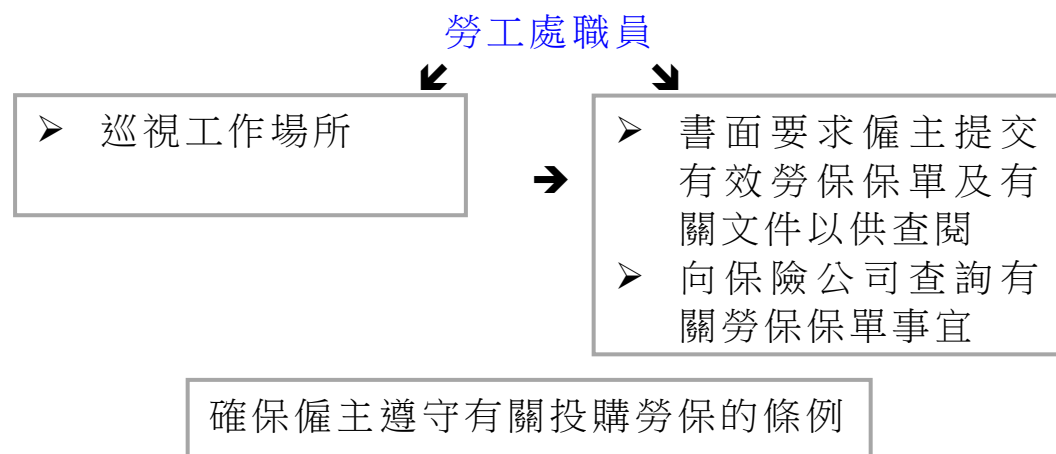 勞工處職員
➢ 巡視工作場所
➢ 書面要求僱主提交
有效勞保保單及有
關文件以供查閱
➢ 向保險公司查詢有
關勞保保單事宜
確保僱主遵守有關投購勞保的條例